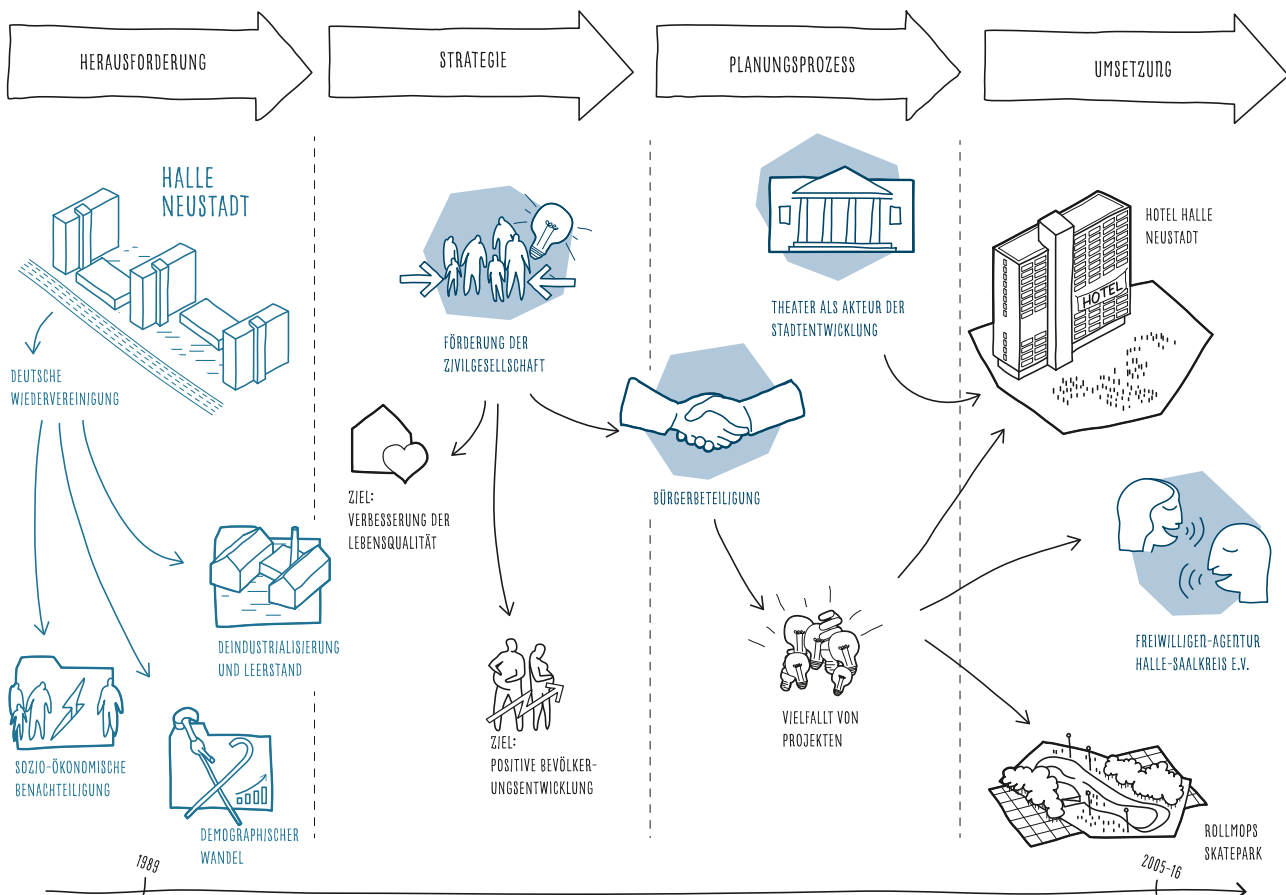 HERAUSFORDERUNG
STRATEGIE
PLANUNGSPROZESS
UMSETZUNG
HALLE
NEUSTADT
DEUTSCHE
WIEDERVEREINIGUNG
DEINDUSTRIALISIERUNG
UND LEERSTAND
SOZIO-ÖKONOMISCHE
BENACHTEILIGUNG
DEMOGRAPHISCHER
WANDEL
FÖRDERUNG DER
ZIVILGESELLSCHAFT
ZIEL:
VERBESSERUNG DER
LEBENSQUALITÄT
ZIEL:
POSITIVE BEVÖLKER-
UNGSENTWICKLUNG
THEATER ALS AKTEUR DER
STADTENTWICKLUNG
BÜRGERBETEILIGUNG
VIELFALLT VON
PROJEKTEN
HOTEL HALLE
NEUSTADT
HOTEL
FREIWILLIGEN-AGENTUR
HALLE-SAALKREIS E.V.
ROLLMOPS
SKATEPARK
1989
2005-16